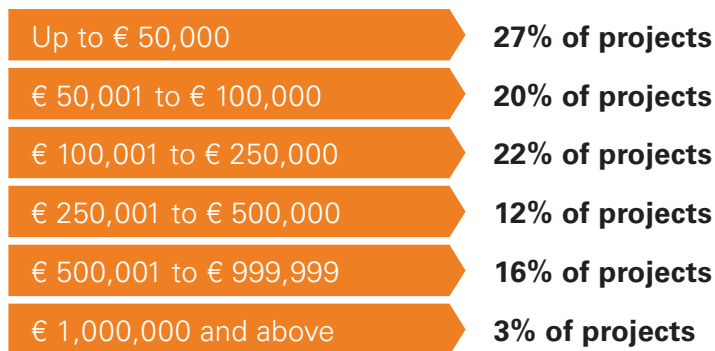 Up to € 50,000 27% of projects
€ 50,001 to € 100,000 20% of projects
€ 100,001 to € 250,000 22% of projects
€ 250,001 to € 500,000 12% of projects
€ 500,001 to € 999,999 16% of projects
€ 1,000,000 and above 3% of projects